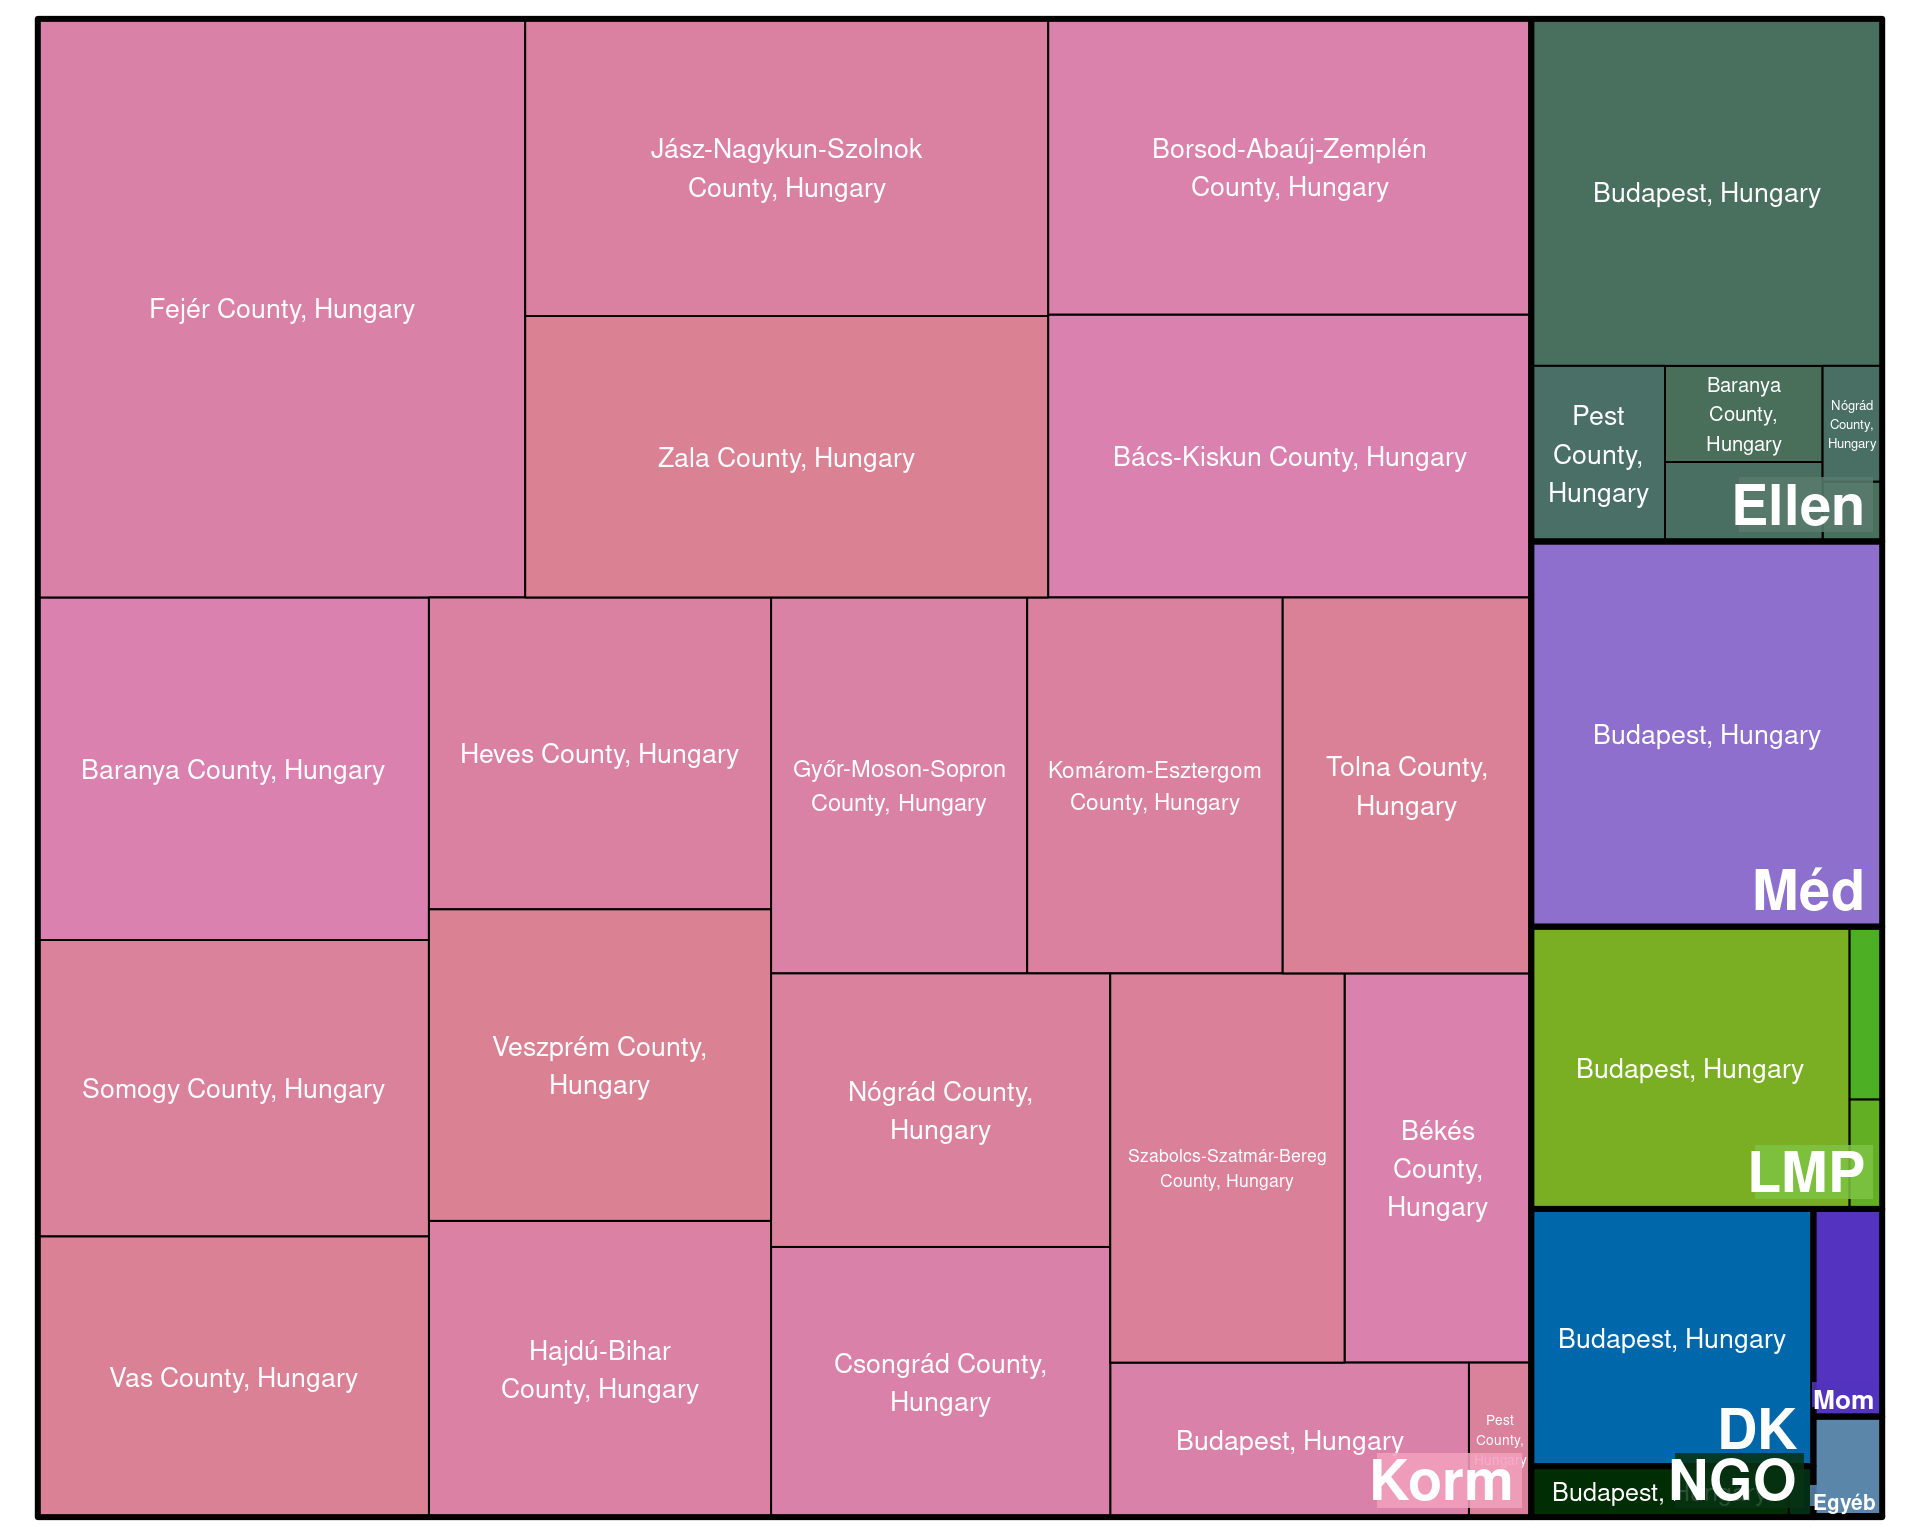 Fejér County, Hungary
Jász-Nagykun-Szolnok
County, Hungary
Borsod-Abaúj-Zemplén
County, Hungary
Zala County, Hungary
Bács-Kiskun County, Hungary
Baranya County, Hungary
Heves County, Hungary
Győr-Moson-Sopron
County, Hungary
Komárom-Esztergom
County, Hungary
Tolna County,
Hungary
Somogy County, Hungary
Veszprém County,
Hungary
Nógrád County,
Hungary
Szabolcs-Szatmár-Bereg
County, Hungary
Békés
County,
Hungary
Vas County, Hungary
Hajdú-Bihar
County, Hungary
Csongrád County,
Hungary
Budapest, Hungary
Pest
County,
Hungary
Korm
Budapest, Hungary
Pest
County,
Hungary
Baranya
County,
Hungary
Nógrád
County,
Hungary
Ellen
Budapest, Hungary
Méd
Budapest, Hungary
LMP
Budapest, Hungary
DK
Mom
Budapest, Hungary
NGO
Egyéb